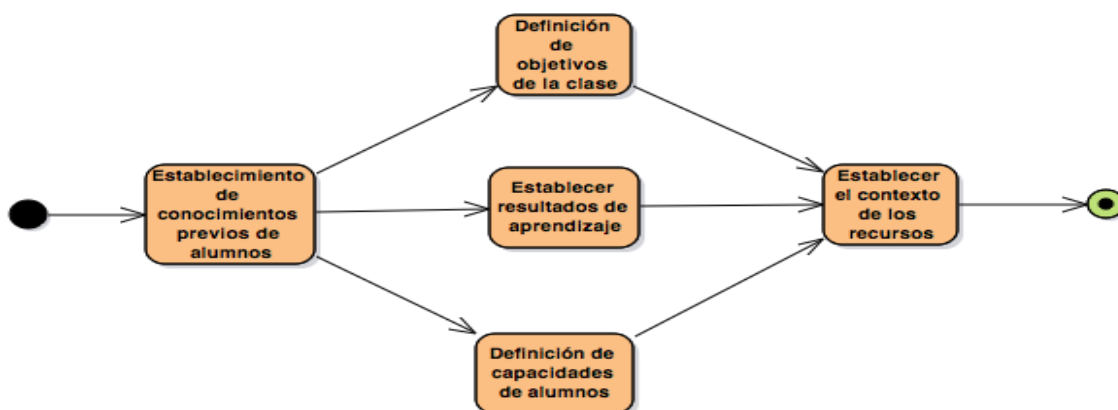 Definición
de
objetivos
de la clase
Establecimiento
de
conocimientos
previos de
alumnos
Establecer
resultados de
aprendizaje
Establecer
el contexto
de los
recursos
Definición de
capacidades
de alumnos